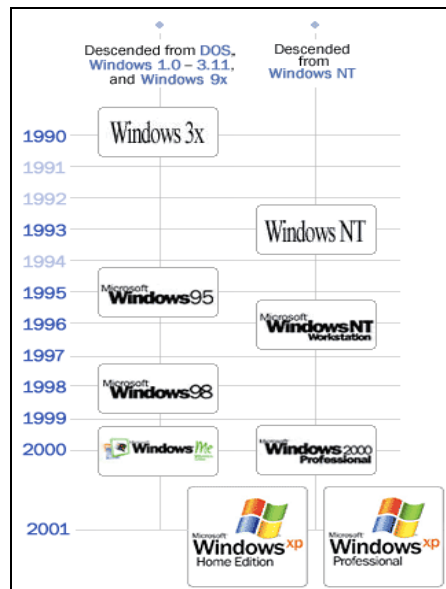 Descended from DOS,
Windows 1.0 – 3.11,
and Windows 9x
Descended
from
Windows NT
1990
Windows 3x
1991
1992
1993
Windows NT
1994
1995
Microsoft
Windows95
1996
Microsoft
WindowsNT
Workstation
1997
1998
Microsoft
Windows98
1999
2000
Windows Me
Microsoft
Windows2000
Professional
2001
Microsoft
Windows xp
Home Edition
Microsoft
Windows xp
Professional